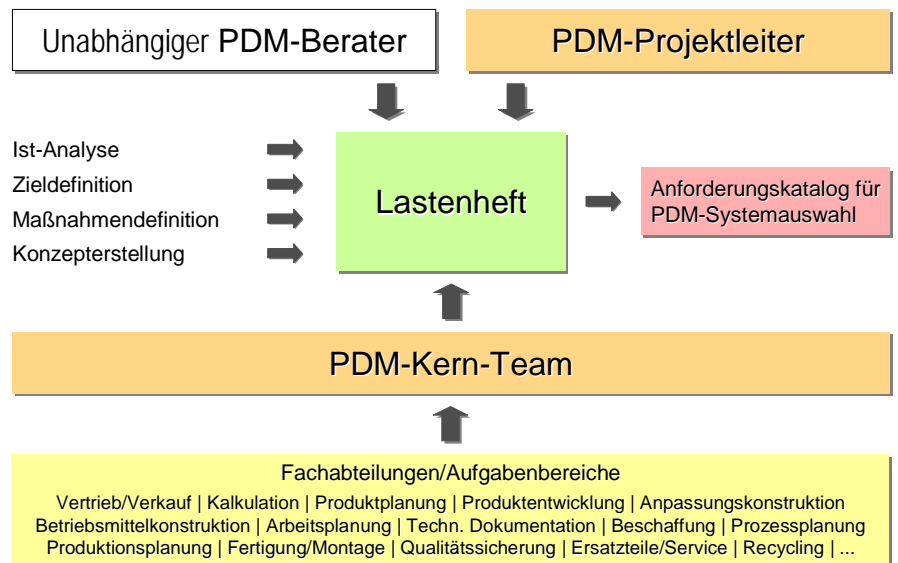 Unabhängiger PDM-Berater
PDM-Projektleiter
Ist-Analyse
Zieldefinition
Maßnahmendefinition
Konzepterstellung
Lastenheft
Anforderungskatalog für
PDM-Systemauswahl
PDM-Kern-Team
Fachabteilungen/Aufgabenbereiche
Vertrieb/Verkauf | Kalkulation | Produktplanung | Produktentwicklung | Anpassungskonstruktion
Betriebsmittelkonstruktion | Arbeitsplanung | Techn. Dokumentation | Beschaffung | Prozessplanung
Produktionsplanung | Fertigung/Montage | Qualitätssicherung | Ersatzteile/Service | Recycling | ...